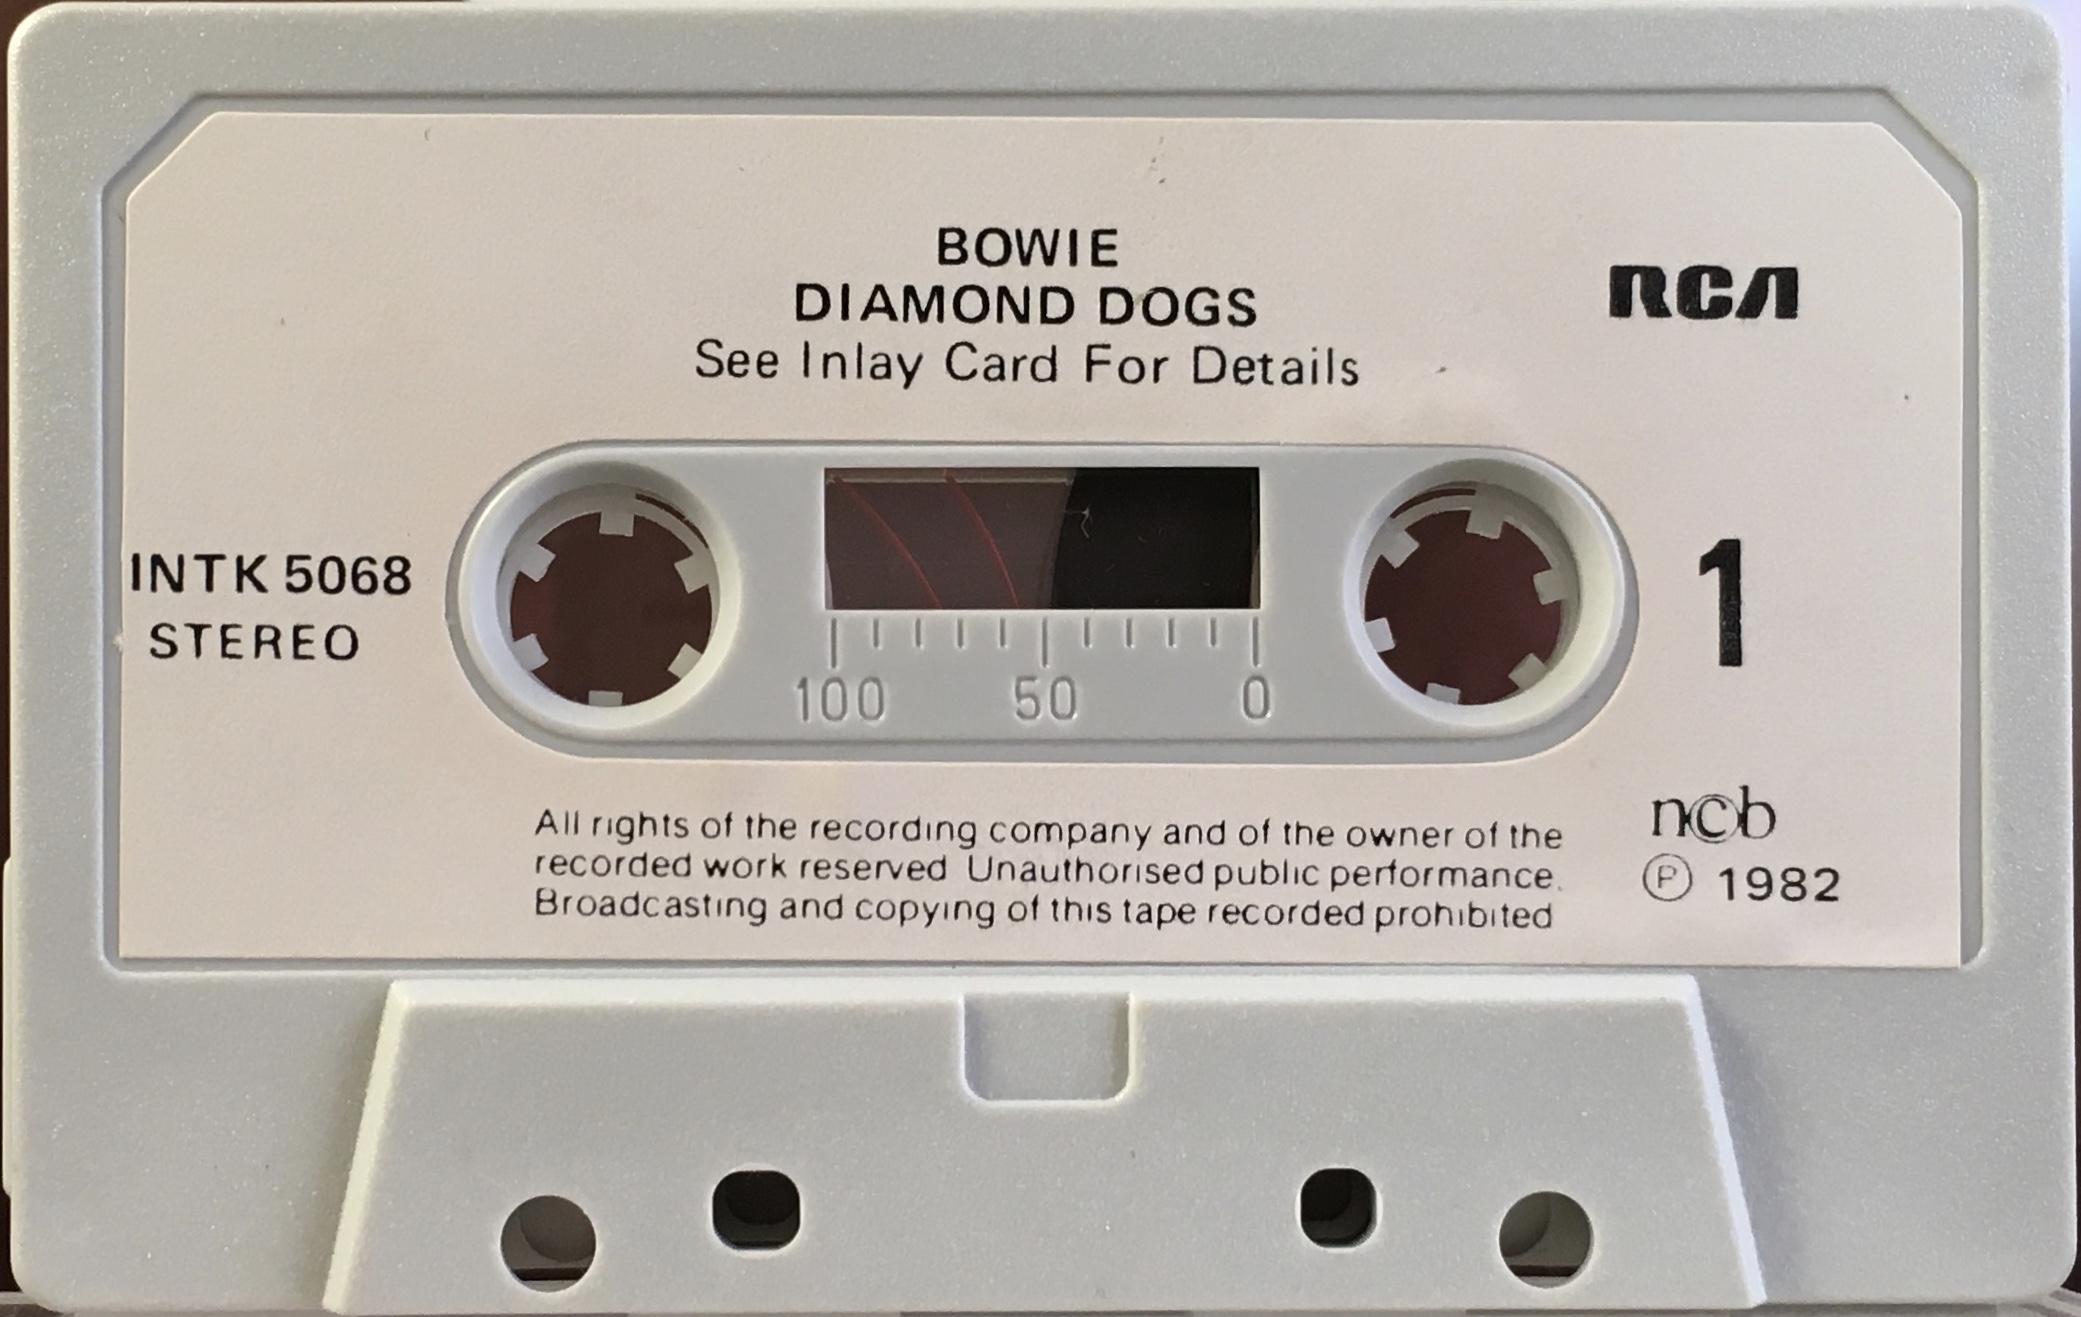 BOWIE
DIAMOND DOGS
See Inlay Card For Details
RCA
INTK 5068
STEREO
1
100 50 0
All rights of the recording company and of the owner of the
recorded work reserved Unauthorised public performance.
Broadcasting and copying of this tape recorded prohibited
ncb
Ⓟ 1982